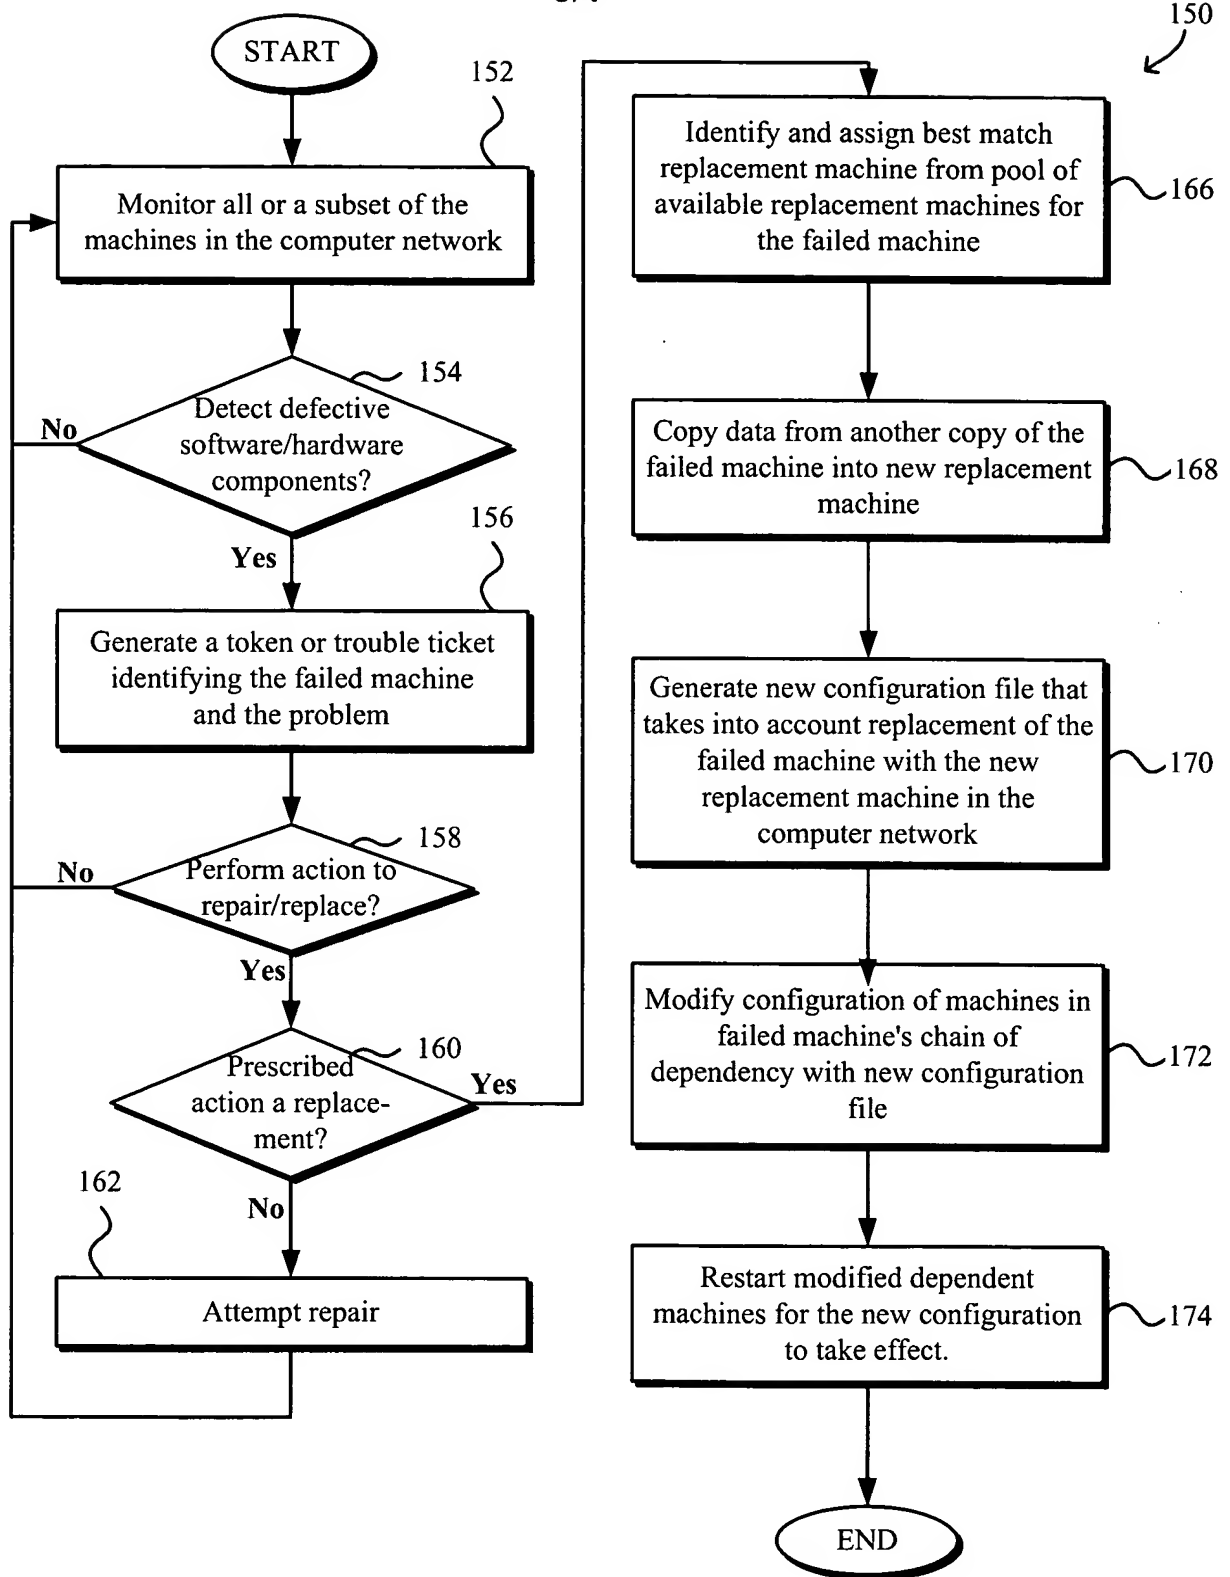 150
START
152
Monitor all or a subset of the
machines in the computer network
154
Detect defective
software/hardware
components?
No
Yes
156
Generate a token or trouble ticket
identifying the failed machine
and the problem
158
Perform action to
repair/replace?
No
Yes
160
Prescribed
action a replace-
ment?
Yes
No
162
Attempt repair
Identify and assign best match
replacement machine from pool of
available replacement machines for
the failed machine
166
Copy data from another copy of the
failed machine into new replacement
machine
168
Generate new configuration file that
takes into account replacement of the
failed machine with the new
replacement machine in the
computer network
170
Modify configuration of machines in
failed machine's chain of
dependency with new configuration
file
172
Restart modified dependent
machines for the new configuration
to take effect.
174
END